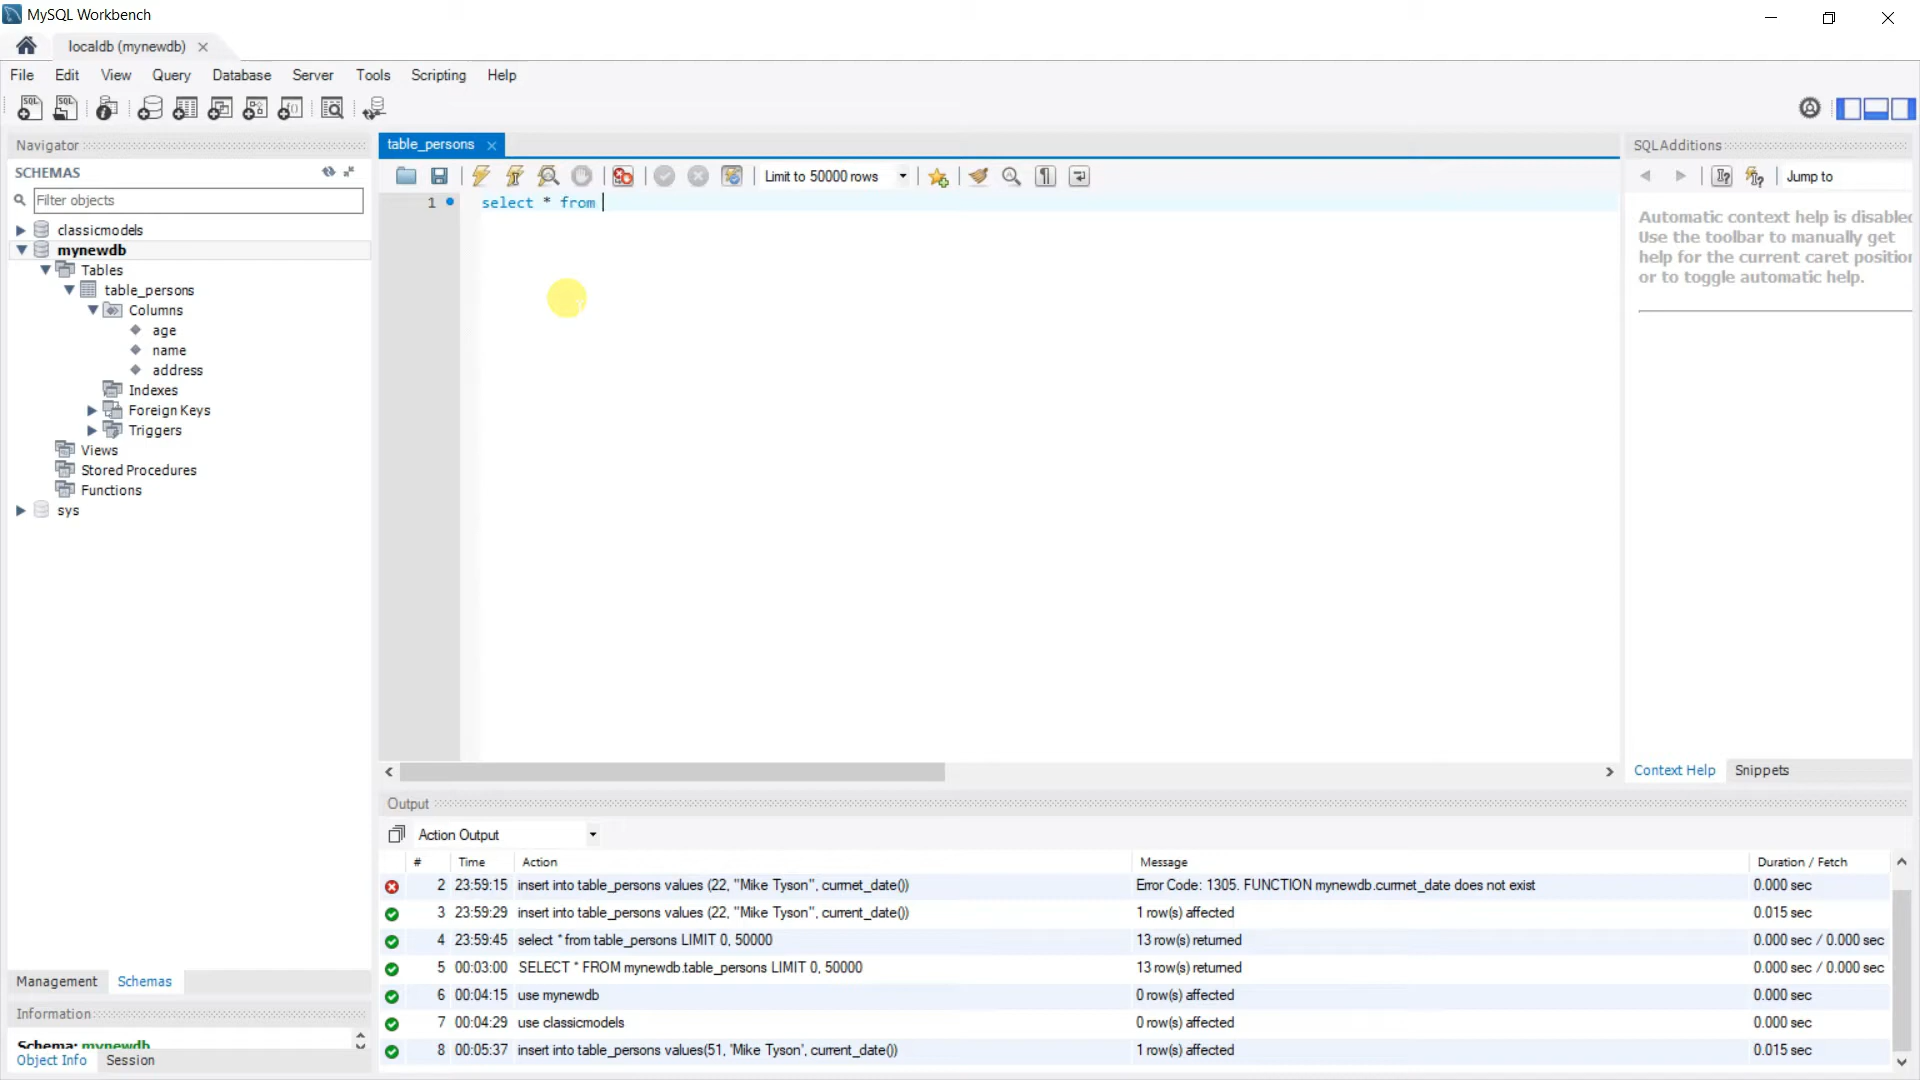 MySQL Workbench
localdb (mynewdb)
File Edit View Query Database Server Tools Scripting Help
Navigator
SCHEMAS
Filter objects
classicmodels
mynewdb
Tables
table_persons
Columns
age
name
address
Indexes
Foreign Keys
Triggers
Views
Stored Procedures
Functions
sys
Management Schemas
Information
Schema: mynewdb
Object Info Session
table_persons
Limit to 50000 rows
1 select * from
SQLAdditions
Jump to
Automatic context help is disabled
Use the toolbar to manually get
help for the current caret position
or to toggle automatic help.
Context Help Snippets
Output
Action Output
# Time Action Message Duration / Fetch
2 23:59:15 insert into table_persons values (22, "Mike Tyson", currnet_date()) Error Code: 1305. FUNCTION mynewdb.currnet_date does not exist 0.000 sec
3 23:59:29 insert into table_persons values (22, "Mike Tyson", current_date()) 1 row(s) affected 0.015 sec
4 23:59:45 select * from table_persons LIMIT 0, 50000 13 row(s) returned 0.000 sec / 0.000 sec
5 00:03:00 SELECT * FROM mynewdb.table_persons LIMIT 0, 50000 13 row(s) returned 0.000 sec / 0.000 sec
6 00:04:15 use mynewdb 0 row(s) affected 0.000 sec
7 00:04:29 use classicmodels 0 row(s) affected 0.000 sec
8 00:05:37 insert into table_persons values(51, 'Mike Tyson', current_date()) 1 row(s) affected 0.015 sec